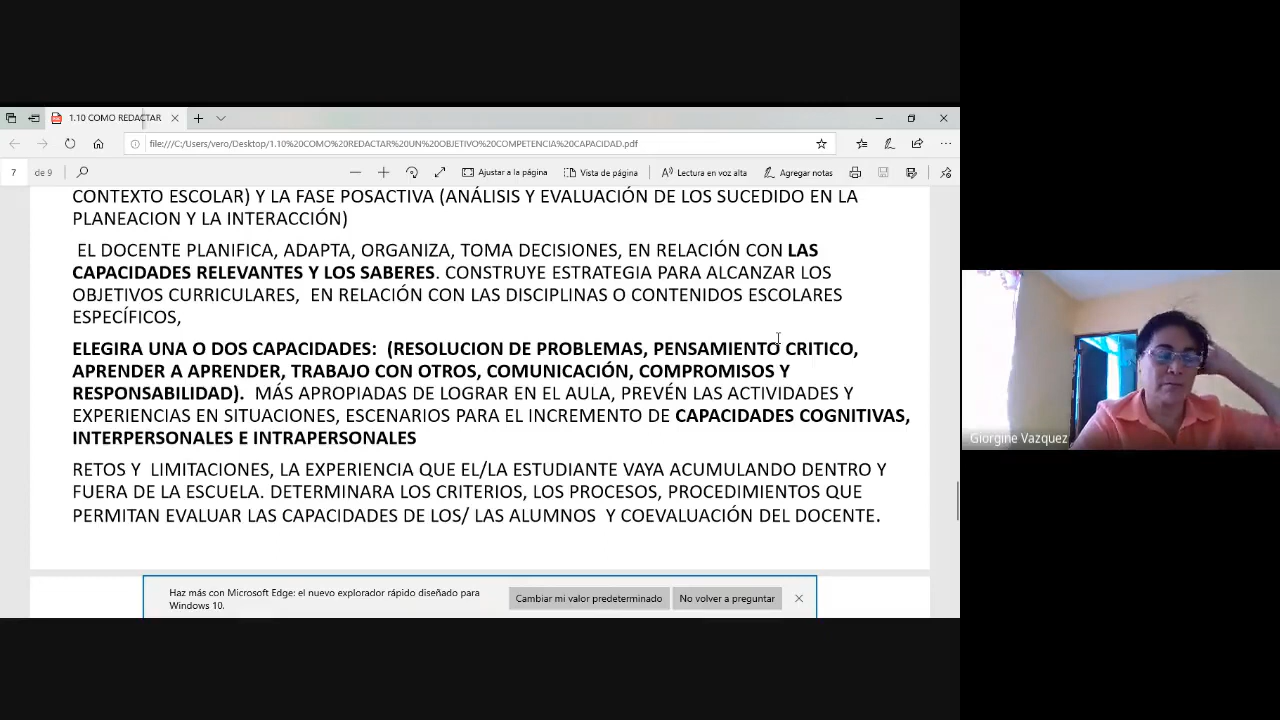 1.10 COMO REDACTAR
file:///C:/Users/vero/Desktop/1.10%20COMO%20REDACTAR%20UN%20OBJETIVO%20COMPETENCIA%20CAPACIDAD.pdf
7 de 9 Ajustar a la página Vista de página Lectura en voz alta Agregar notas
CONTEXTO ESCOLAR) Y LA FASE POSACTIVA (ANÁLISIS Y EVALUACIÓN DE LOS SUCEDIDO EN LA
PLANEACION Y LA INTERACCIÓN)
EL DOCENTE PLANIFICA, ADAPTA, ORGANIZA, TOMA DECISIONES, EN RELACIÓN CON LAS
CAPACIDADES RELEVANTES Y LOS SABERES. CONSTRUYE ESTRATEGIA PARA ALCANZAR LOS
OBJETIVOS CURRICULARES, EN RELACIÓN CON LAS DISCIPLINAS O CONTENIDOS ESCOLARES
ESPECÍFICOS,
ELEGIRA UNA O DOS CAPACIDADES: (RESOLUCION DE PROBLEMAS, PENSAMIENTO CRITICO,
APRENDER A APRENDER, TRABAJO CON OTROS, COMUNICACIÓN, COMPROMISOS Y
RESPONSABILIDAD). MÁS APROPIADAS DE LOGRAR EN EL AULA, PREVÉN LAS ACTIVIDADES Y
EXPERIENCIAS EN SITUACIONES, ESCENARIOS PARA EL INCREMENTO DE CAPACIDADES COGNITIVAS,
INTERPERSONALES E INTRAPERSONALES
RETOS Y LIMITACIONES, LA EXPERIENCIA QUE EL/LA ESTUDIANTE VAYA ACUMULANDO DENTRO Y
FUERA DE LA ESCUELA. DETERMINARA LOS CRITERIOS, LOS PROCESOS, PROCEDIMIENTOS QUE
PERMITAN EVALUAR LAS CAPACIDADES DE LOS/ LAS ALUMNOS Y COEVALUACIÓN DEL DOCENTE.
Haz más con Microsoft Edge: el nuevo explorador rápido diseñado para
Windows 10.
Cambiar mi valor predeterminado
No volver a preguntar
Giorgine Vazquez